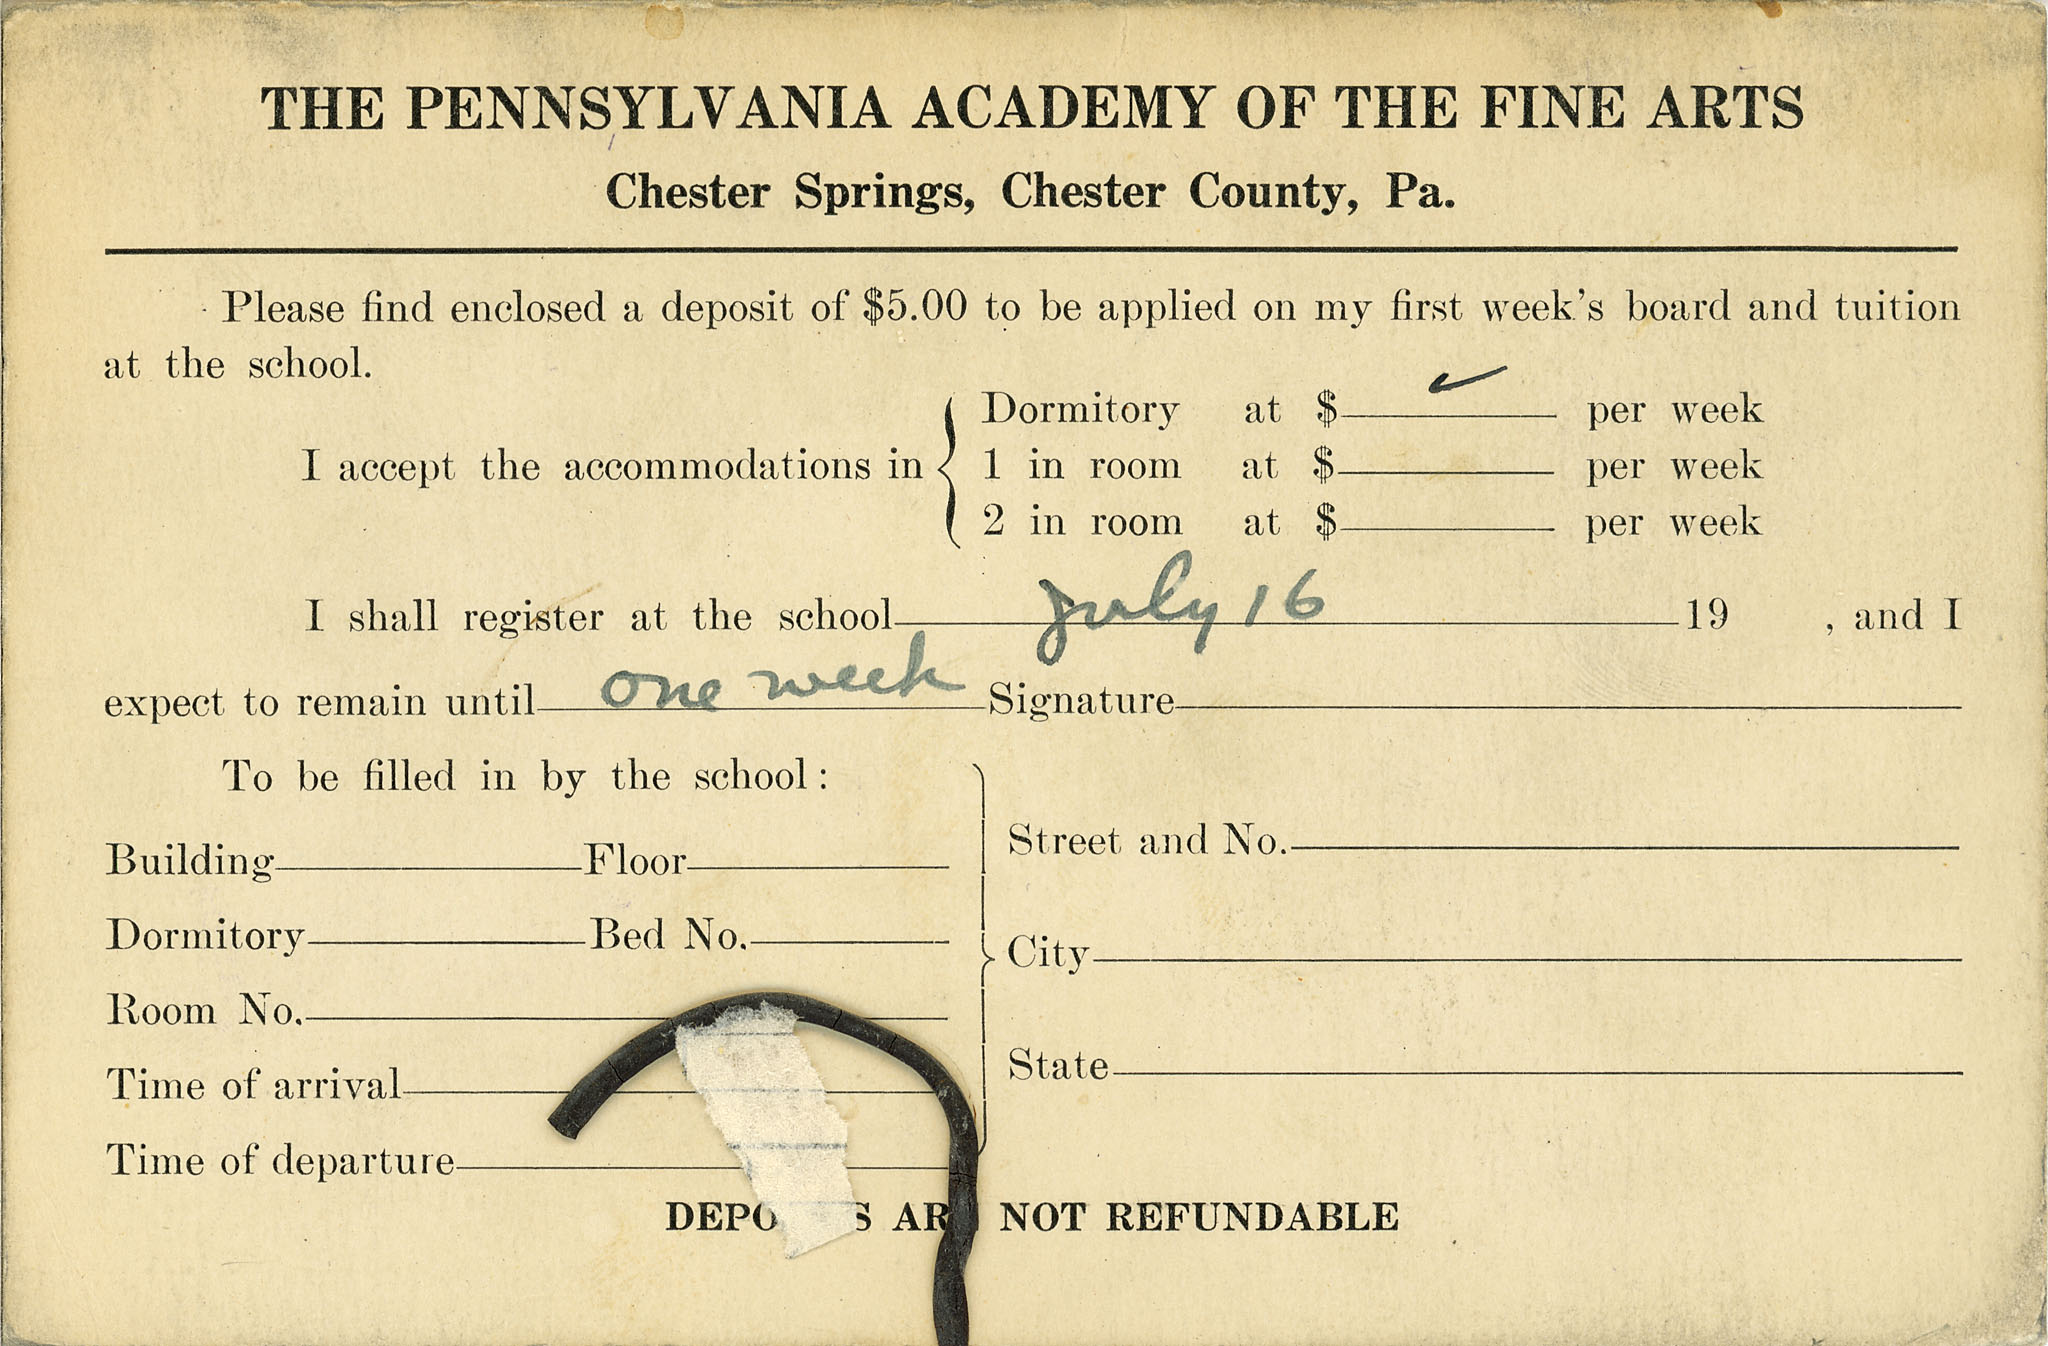 THE PENNSYLVANIA ACADEMY OF THE FINE ARTS
Chester Springs, Chester County, Pa.
Please find enclosed a deposit of $5.00 to be applied on my first week's board and tuition
at the school.
Dormitory at $ ✓ per week
I accept the accommodations in { 1 in room at $ per week
2 in room at $ per week
I shall register at the school July 16 19 , and I
expect to remain until one week Signature
To be filled in by the school:
Building Floor
Street and No.
Dormitory Bed No.
City
Room No.
Time of arrival
State
Time of departure
NOT REFUNDABLE